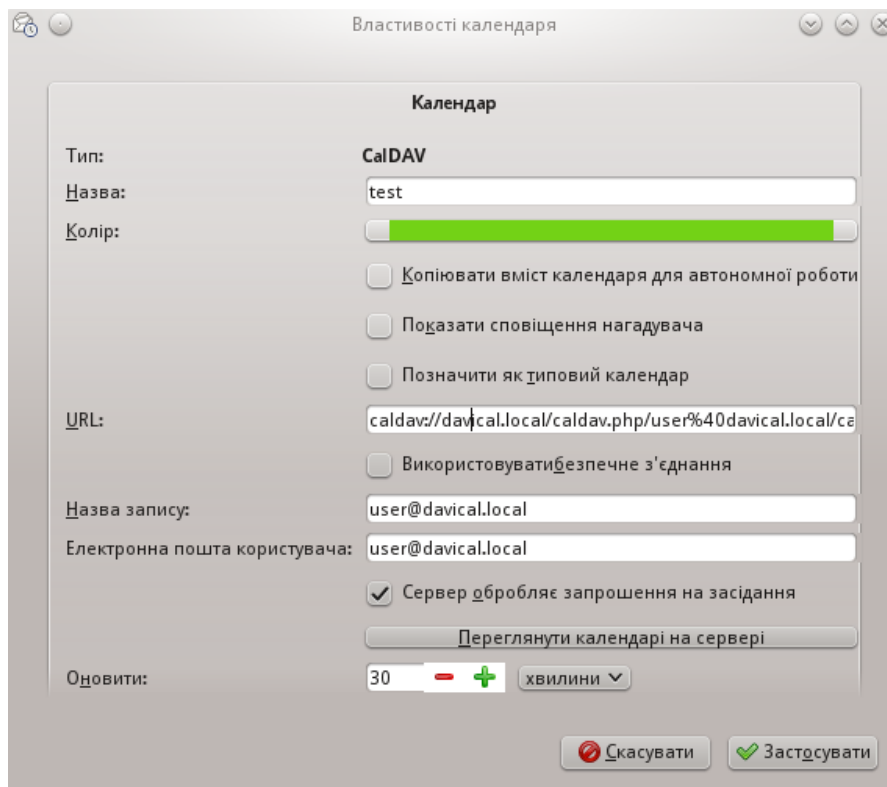 Властивості календаря
Календар
Тип: CalDAV
Назва: test
Колір:
Копіювати вміст календаря для автономної роботи
Показати сповіщення нагадувача
Позначити як типовий календар
URL: caldav://davical.local/caldav.php/user%40davical.local/ca
Використовуватибезпечне з'єднання
Назва запису: user@davical.local
Електронна пошта користувача: user@davical.local
Сервер обробляє запрошення на засідання
Переглянути календарі на сервері
Оновити: 30 хвилини
Скасувати Застосувати